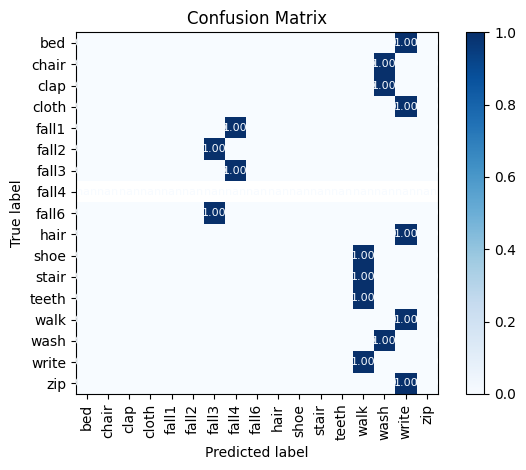 Confusion Matrix
True label
bed 1.00
chair 1.00
clap 1.00
cloth 1.00
fall1 1.00
fall2 1.00
fall3 1.00
fall4
fall6 1.00
hair 1.00
shoe 1.00
stair 1.00
teeth 1.00
walk 1.00
wash 1.00
write 1.00
zip 1.00
bed chair clap cloth fall1 fall2 fall3 fall4 fall6 hair shoe stair teeth walk wash write zip
Predicted label
1.0
0.8
0.6
0.4
0.2
0.0